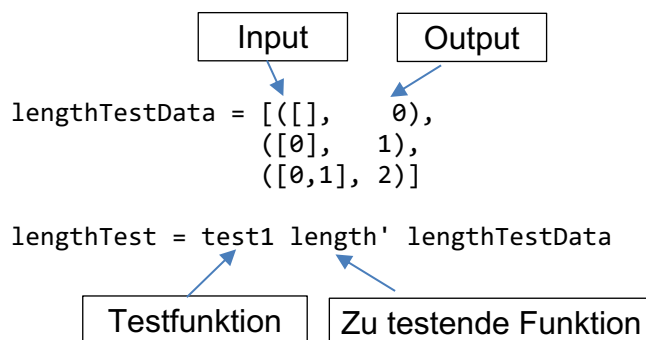 Input Output
lengthTestData = [([],     0),
                  ([0],    1),
                  ([0,1], 2)]
lengthTest = test1 length' lengthTestData
Testfunktion Zu testende Funktion